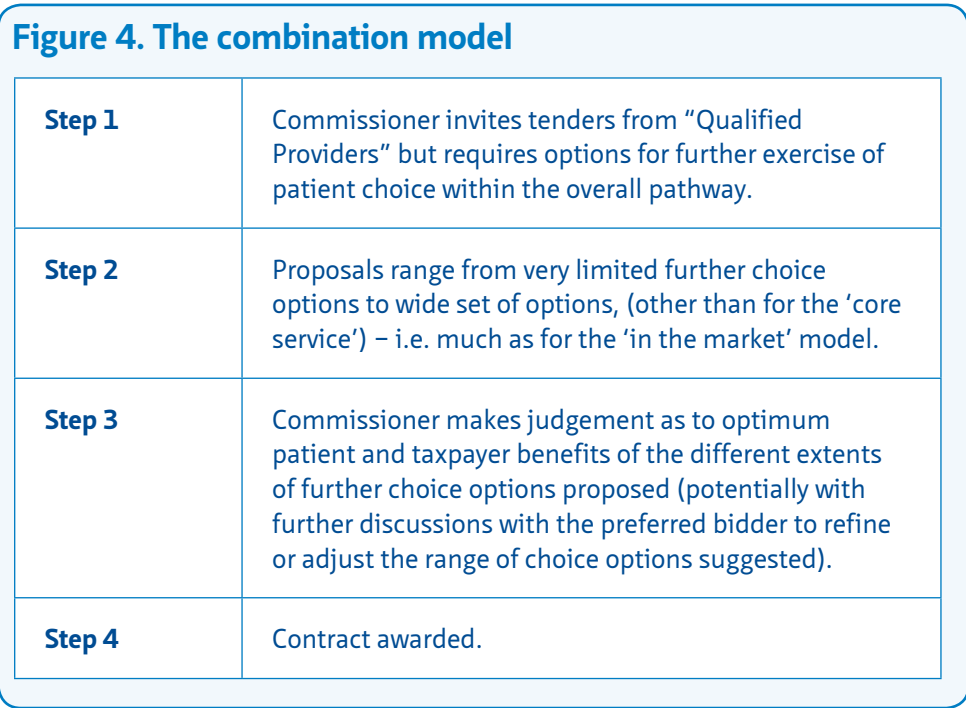 Figure 4. The combination model
Step 1
Commissioner invites tenders from “Qualified
Providers” but requires options for further exercise of
patient choice within the overall pathway.
Step 2
Proposals range from very limited further choice
options to wide set of options, (other than for the ‘core
service’) – i.e. much as for the ‘in the market’ model.
Step 3
Commissioner makes judgement as to optimum
patient and taxpayer benefits of the different extents
of further choice options proposed (potentially with
further discussions with the preferred bidder to refine
or adjust the range of choice options suggested).
Step 4
Contract awarded.